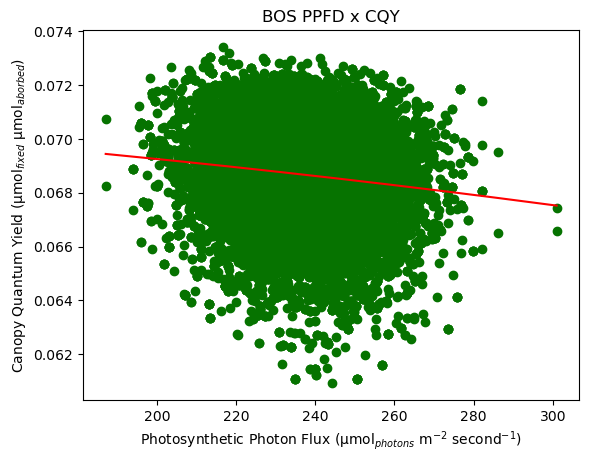 BOS PPFD x CQY
Canopy Quantum Yield (μmol_fixed μmol_aborbed)
0.074
0.072
0.070
0.068
0.066
0.064
0.062
200 220 240 260 280 300
Photosynthetic Photon Flux (μmol_photons m⁻² second⁻¹)